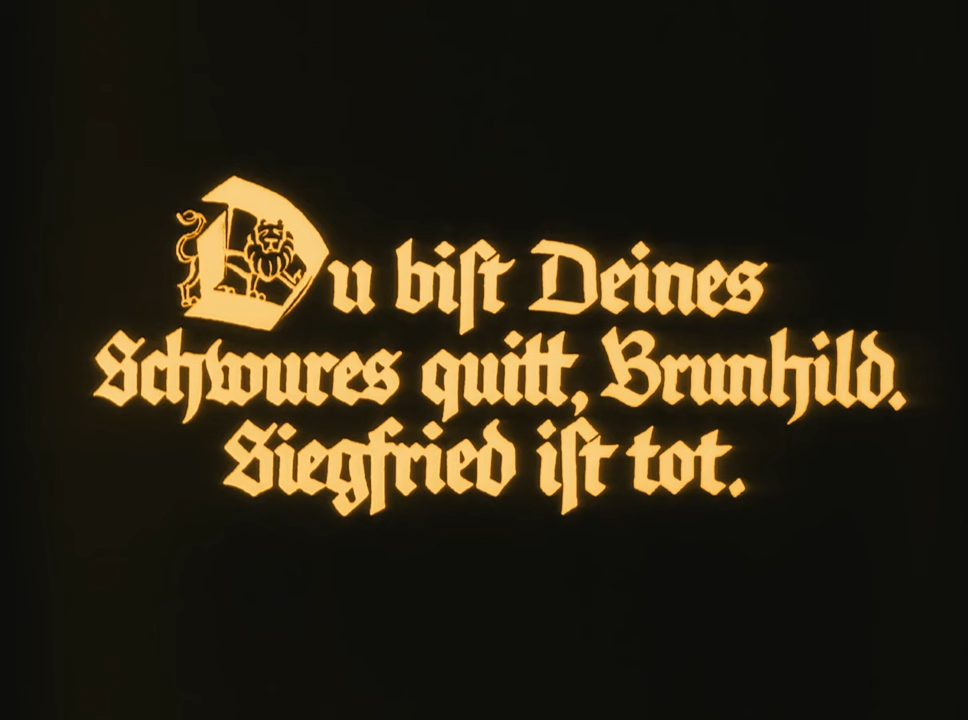 Du biſt Deines
Schwures quitt, Brunhild.
Siegfried iſt tot.